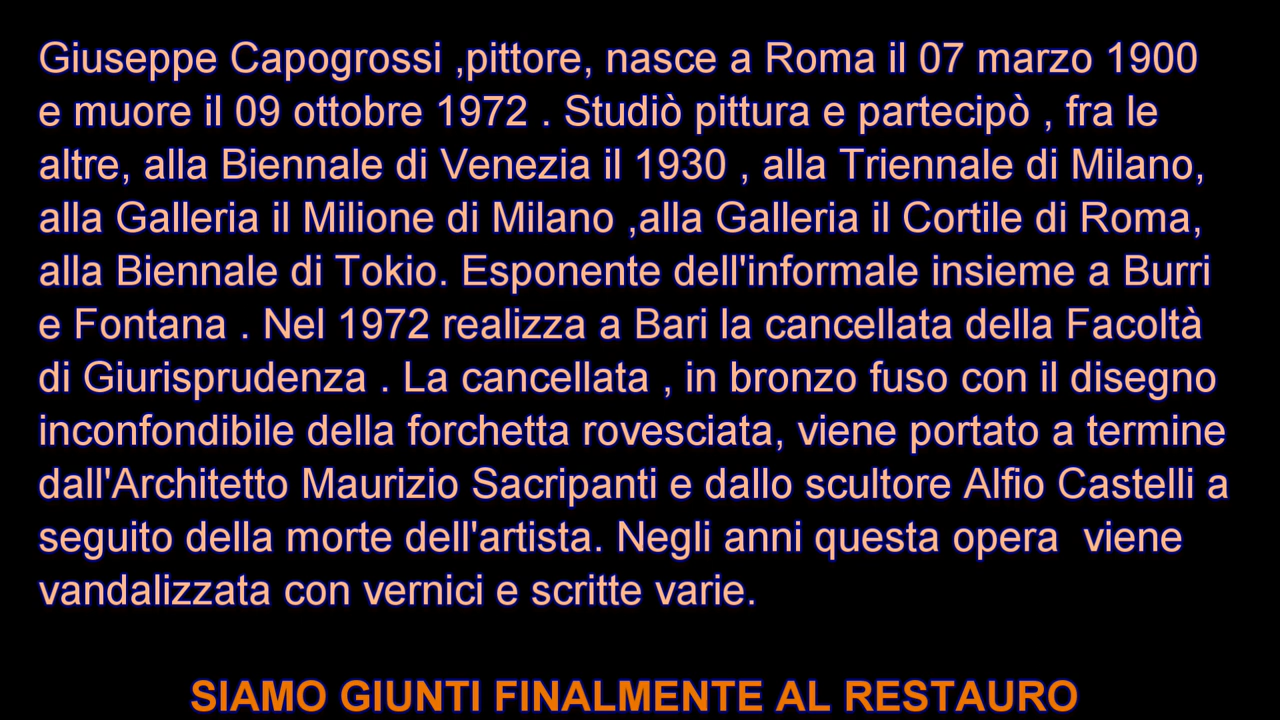 Giuseppe Capogrossi ,pittore, nasce a Roma il 07 marzo 1900
e muore il 09 ottobre 1972 . Studiò pittura e partecipò , fra le
altre, alla Biennale di Venezia il 1930 , alla Triennale di Milano,
alla Galleria il Milione di Milano ,alla Galleria il Cortile di Roma,
alla Biennale di Tokio. Esponente dell'informale insieme a Burri
e Fontana . Nel 1972 realizza a Bari la cancellata della Facoltà
di Giurisprudenza . La cancellata , in bronzo fuso con il disegno
inconfondibile della forchetta rovesciata, viene portato a termine
dall'Architetto Maurizio Sacripanti e dallo scultore Alfio Castelli a
seguito della morte dell'artista. Negli anni questa opera  viene
vandalizzata con vernici e scritte varie.
SIAMO GIUNTI FINALMENTE AL RESTAURO